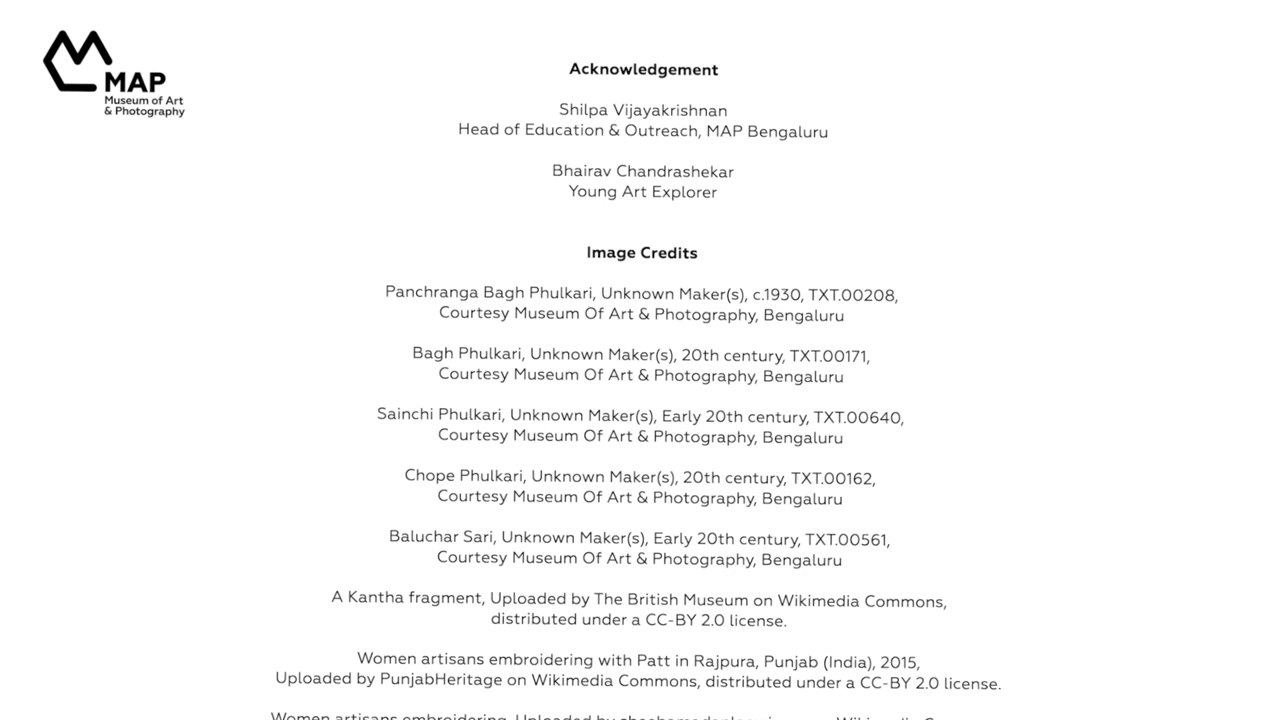 MAP
Museum of Art
& Photography
Acknowledgement
Shilpa Vijayakrishnan
Head of Education & Outreach, MAP Bengaluru
Bhairav Chandrashekar
Young Art Explorer
Image Credits
Panchranga Bagh Phulkari, Unknown Maker(s), c.1930, TXT.00208,
Courtesy Museum Of Art & Photography, Bengaluru
Bagh Phulkari, Unknown Maker(s), 20th century, TXT.00171,
Courtesy Museum Of Art & Photography, Bengaluru
Sainchi Phulkari, Unknown Maker(s), Early 20th century, TXT.00640,
Courtesy Museum Of Art & Photography, Bengaluru
Chope Phulkari, Unknown Maker(s), 20th century, TXT.00162,
Courtesy Museum Of Art & Photography, Bengaluru
Baluchar Sari, Unknown Maker(s), Early 20th century, TXT.00561,
Courtesy Museum Of Art & Photography, Bengaluru
A Kantha fragment, Uploaded by The British Museum on Wikimedia Commons,
distributed under a CC-BY 2.0 license.
Women artisans embroidering with Patt in Rajpura, Punjab (India), 2015,
Uploaded by PunjabHeritage on Wikimedia Commons, distributed under a CC-BY 2.0 license.
Women artisans embroidering, Uploaded by